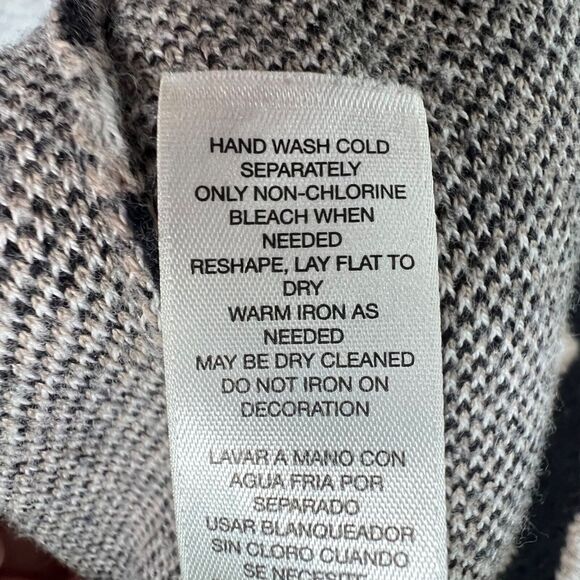 HAND WASH COLD
SEPARATELY
ONLY NON-CHLORINE
BLEACH WHEN
NEEDED
RESHAPE, LAY FLAT TO
DRY
WARM IRON AS
NEEDED
MAY BE DRY CLEANED
DO NOT IRON ON
DECORATION
LAVAR A MANO CON
AGUA FRIA POR
SEPARADO
USAR BLANQUEADOR
SIN CLORO CUANDO
SE NECESITE